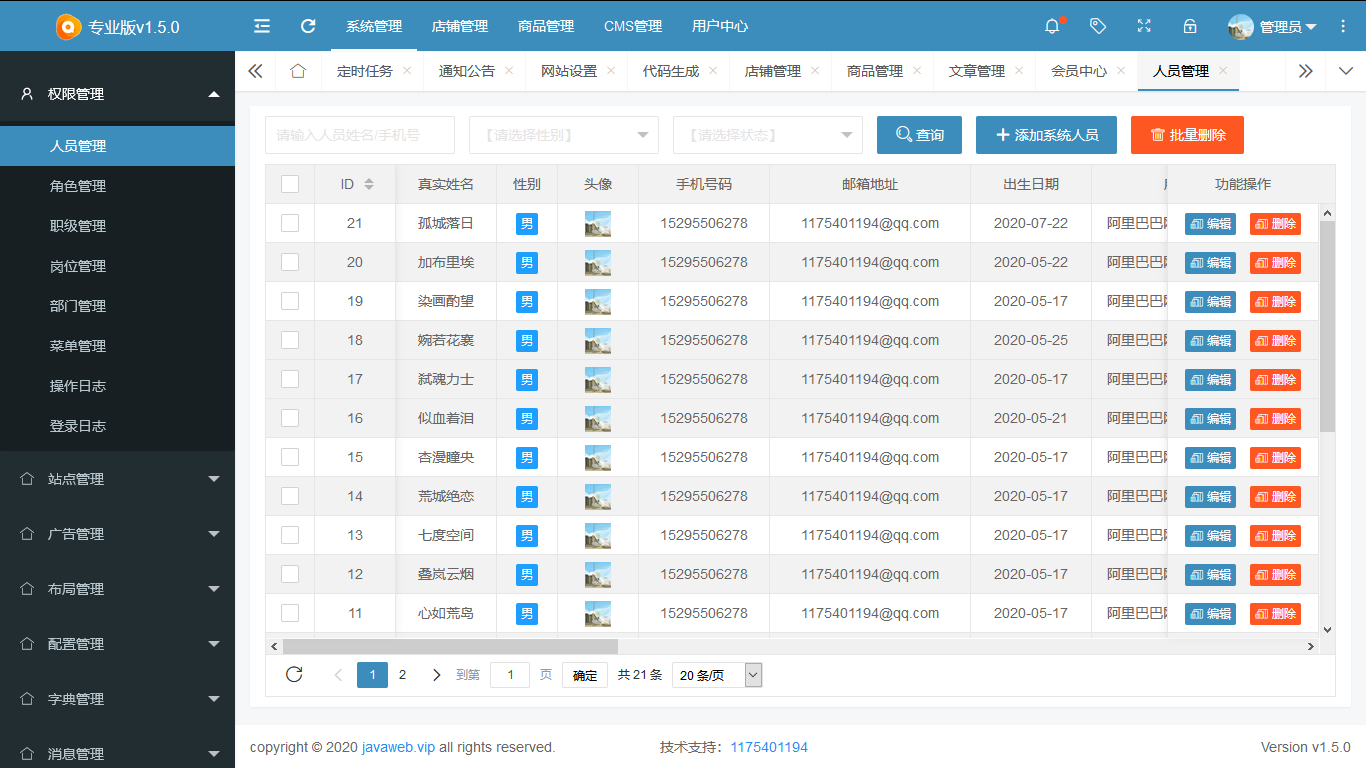 专业版v1.5.0 系统管理 店铺管理 商品管理 CMS管理 用户中心 管理员
定时任务 通知公告 网站设置 代码生成 店铺管理 商品管理 文章管理 会员中心 人员管理
权限管理
人员管理
角色管理
职级管理
岗位管理
部门管理
菜单管理
操作日志
登录日志
站点管理
广告管理
布局管理
配置管理
字典管理
消息管理
请输入人员姓名/手机号 【请选择性别】 【请选择状态】 查询 添加系统人员 批量删除
ID 真实姓名 性别 头像 手机号码 邮箱地址 出生日期 功能操作
21 孤城落日 男 15295506278 1175401194@qq.com 2020-07-22 阿里巴巴 编辑 删除
20 加布里埃 男 15295506278 1175401194@qq.com 2020-05-22 阿里巴巴 编辑 删除
19 染画酌望 男 15295506278 1175401194@qq.com 2020-05-17 阿里巴巴 编辑 删除
18 婉若花襄 男 15295506278 1175401194@qq.com 2020-05-25 阿里巴巴 编辑 删除
17 弑魂力士 男 15295506278 1175401194@qq.com 2020-05-17 阿里巴巴 编辑 删除
16 似血着泪 男 15295506278 1175401194@qq.com 2020-05-21 阿里巴巴 编辑 删除
15 杏漫瞳央 男 15295506278 1175401194@qq.com 2020-05-17 阿里巴巴 编辑 删除
14 荒城绝恋 男 15295506278 1175401194@qq.com 2020-05-17 阿里巴巴 编辑 删除
13 七度空间 男 15295506278 1175401194@qq.com 2020-05-17 阿里巴巴 编辑 删除
12 叠岚云烟 男 15295506278 1175401194@qq.com 2020-05-17 阿里巴巴 编辑 删除
11 心如荒岛 男 15295506278 1175401194@qq.com 2020-05-17 阿里巴巴 编辑 删除
1 2 到第 1 页 确定 共 21 条 20 条/页
copyright © 2020 javaweb.vip all rights reserved. 技术支持：1175401194 Version v1.5.0